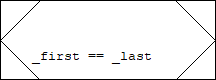 _first == _last